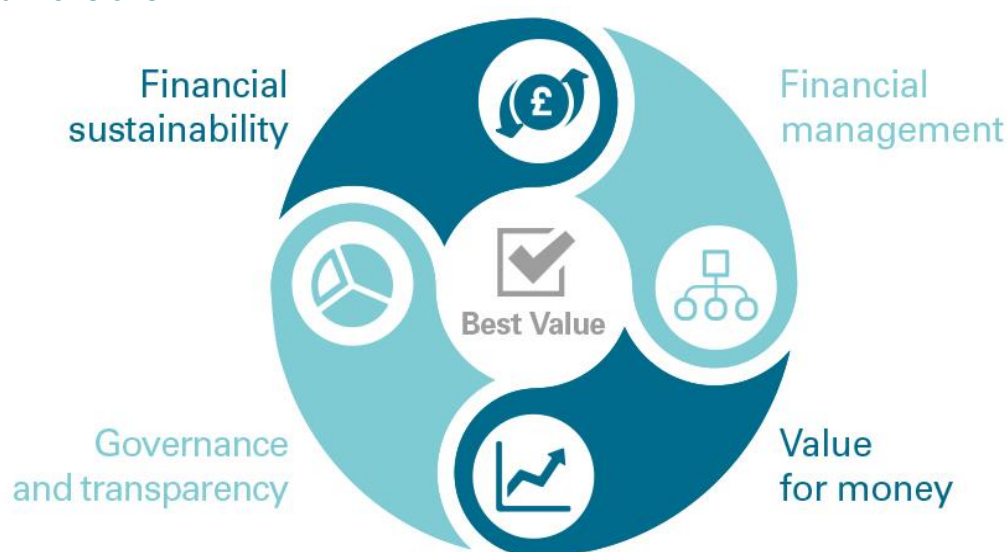 Financial
sustainability
£
Financial
management
Best Value
Governance
and transparency
Value
for money